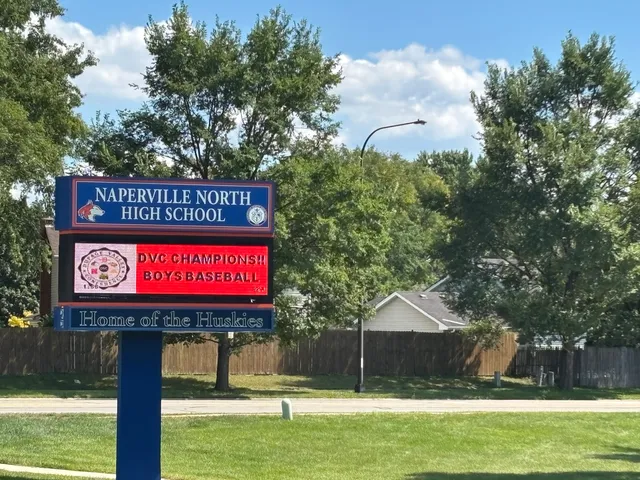 NAPERVILLE NORTH
HIGH SCHOOL
DVC CHAMPIONS!!
BOYS BASEBALL
Home of the Huskies